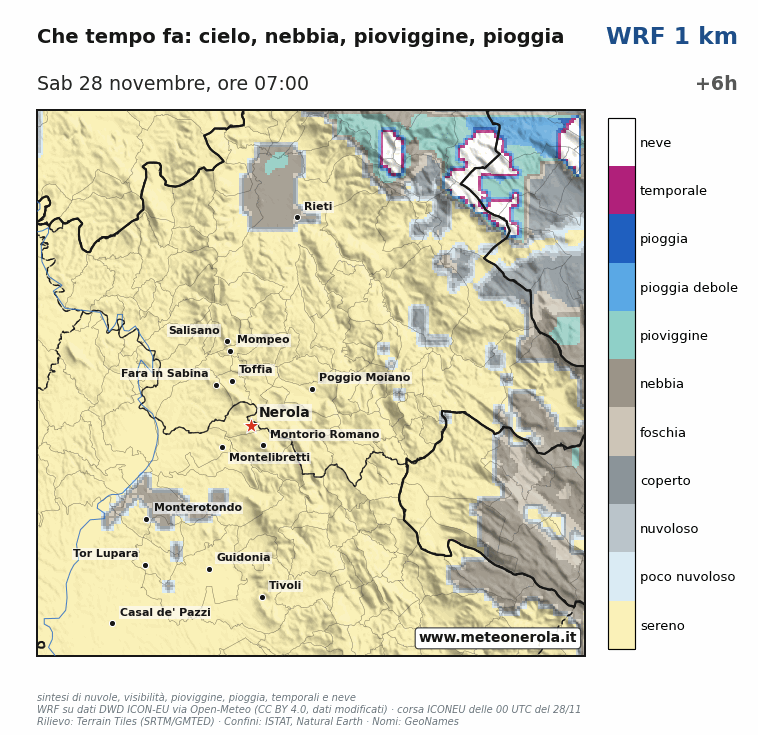 Che tempo fa: cielo, nebbia, pioviggine, pioggia
WRF 1 km
Sab 28 novembre, ore 07:00
+6h
neve
temporale
pioggia
pioggia debole
pioviggine
nebbia
foschia
coperto
nuvoloso
poco nuvoloso
sereno
Rieti
Salisano
Mompeo
Fara in Sabina
Toffia
Poggio Moiano
Nerola
Montorio Romano
Montelibretti
Monterotondo
Tor Lupara
Guidonia
Tivoli
Casal de' Pazzi
www.meteonerola.it
sintesi di nuvole, visibilità, pioviggine, pioggia, temporali e neve
WRF su dati DWD ICON-EU via Open-Meteo (CC BY 4.0, dati modificati) · corsa ICONEU delle 00 UTC del 28/11
Rilievo: Terrain Tiles (SRTM/GMTED) · Confini: ISTAT, Natural Earth · Nomi: GeoNames